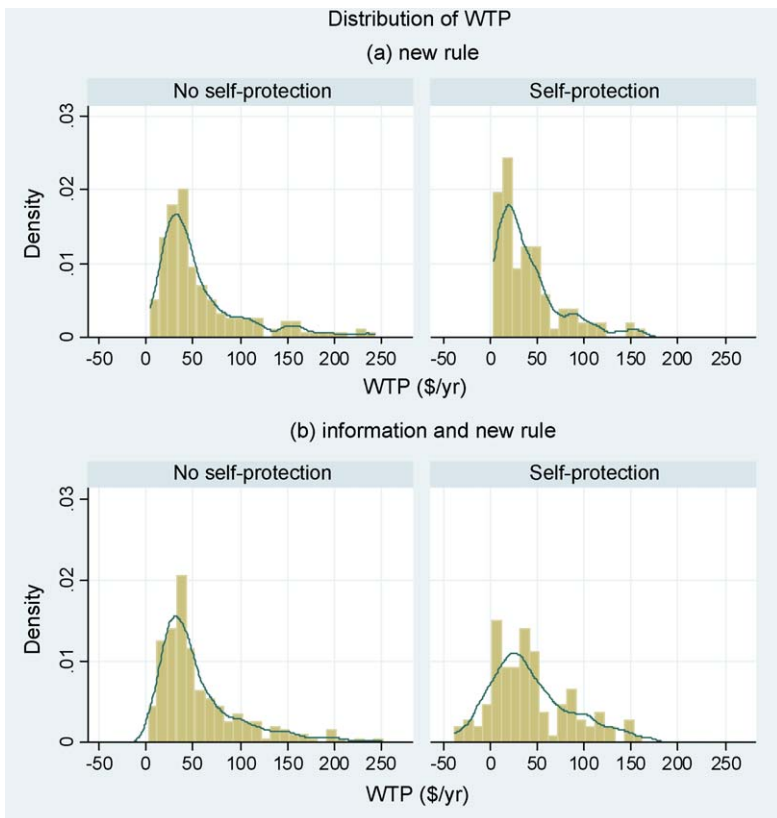 Distribution of WTP
(a) new rule
No self-protection Self-protection
.03
.02
.01
0
Density
-50 0 50 100 150 200 250 -50 0 50 100 150 200 250
WTP ($/yr)
(b) information and new rule
No self-protection Self-protection
.03
.02
.01
0
Density
-50 0 50 100 150 200 250 -50 0 50 100 150 200 250
WTP ($/yr)